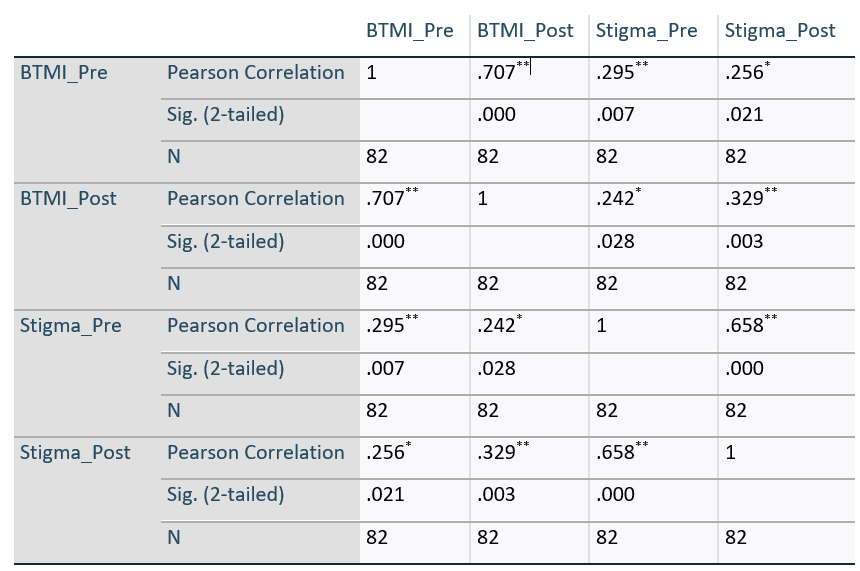 BTMI_Pre BTMI_Post Stigma_Pre Stigma_Post
BTMI_Pre Pearson Correlation 1 .707** .295** .256*
Sig. (2-tailed) .000 .007 .021
N 82 82 82 82
BTMI_Post Pearson Correlation .707** 1 .242* .329**
Sig. (2-tailed) .000 .028 .003
N 82 82 82 82
Stigma_Pre Pearson Correlation .295** .242* 1 .658**
Sig. (2-tailed) .007 .028 .000
N 82 82 82 82
Stigma_Post Pearson Correlation .256* .329** .658** 1
Sig. (2-tailed) .021 .003 .000
N 82 82 82 82